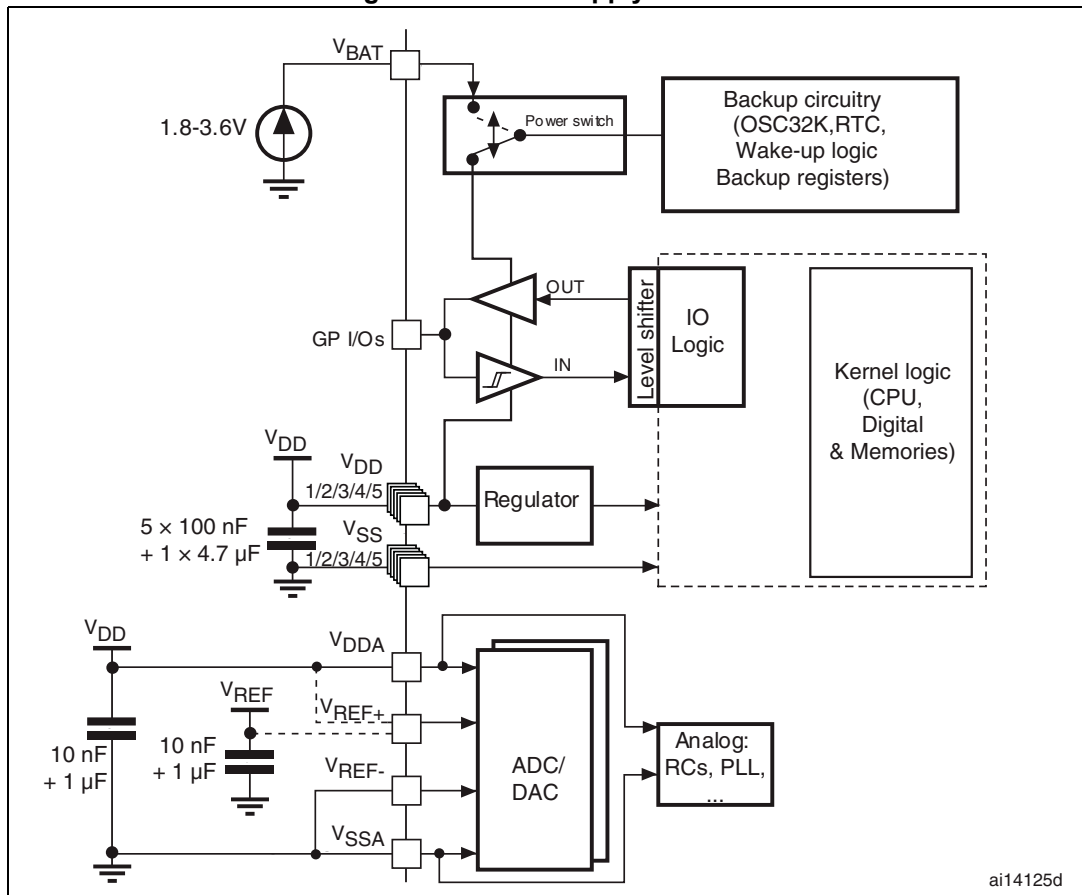 VBAT
1.8-3.6V
Power switch
Backup circuitry
(OSC32K,RTC,
Wake-up logic
Backup registers)
GP I/Os
OUT
IN
Level shifter
IO
Logic
Kernel logic
(CPU,
Digital
& Memories)
VDD
VDD
1/2/3/4/5
Regulator
5 × 100 nF
+ 1 × 4.7 µF
VSS
1/2/3/4/5
VDD
VDDA
VREF
VREF+
10 nF
+ 1 µF
10 nF
+ 1 µF
VREF-
ADC/
DAC
Analog:
RCs, PLL,
...
VSSA
ai14125d